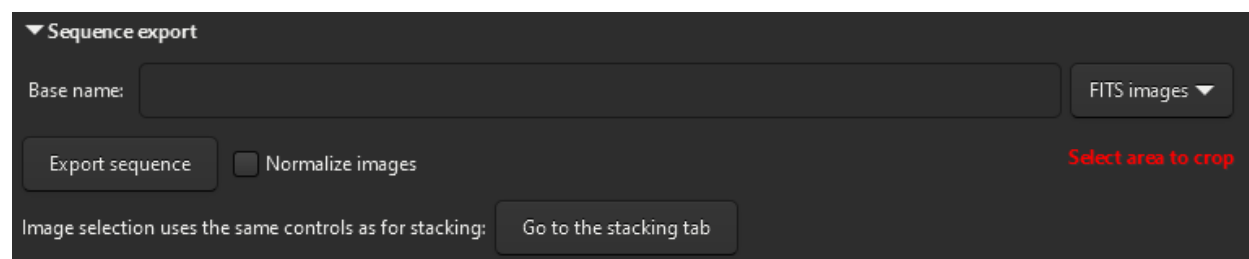 Sequence export
Base name: FITS images
Export sequence Normalize images Select area to crop
Image selection uses the same controls as for stacking: Go to the stacking tab